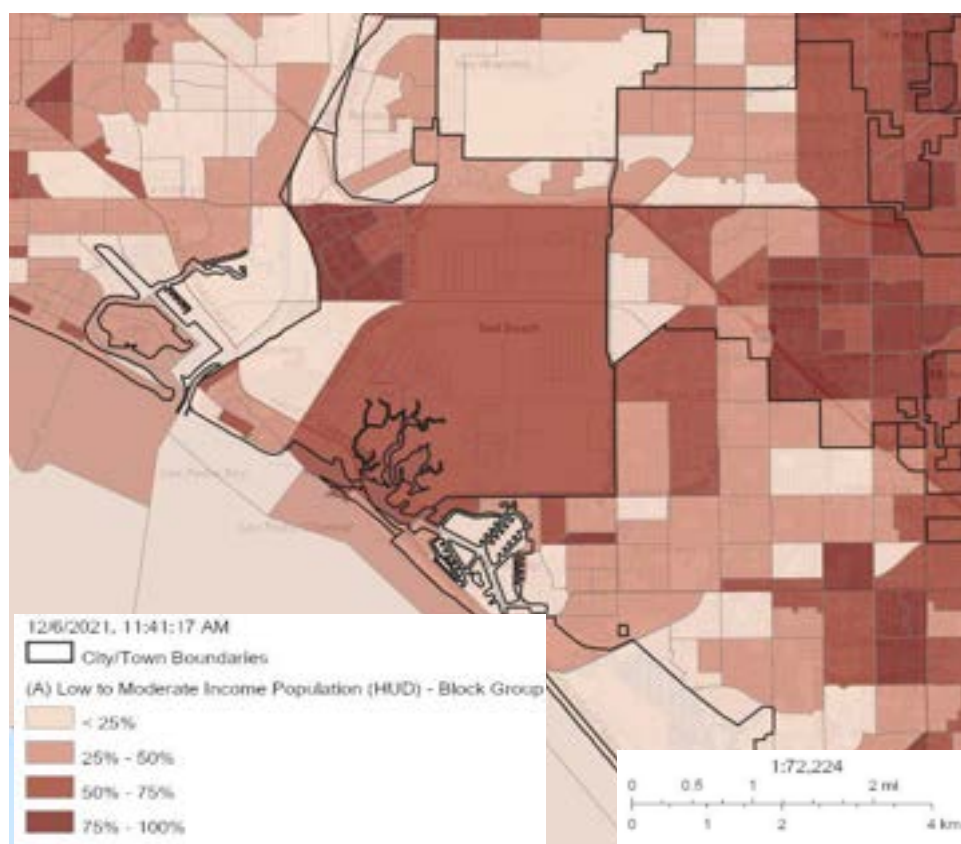 Seal Beach
12/6/2021, 11:41:17 AM
City/Town Boundaries
(A) Low to Moderate Income Population (HUD) - Block Group
< 25%
25% - 50%
50% - 75%
75% - 100%
1:72,224
0 0.5 1 2 mi
0 1 2 4 km